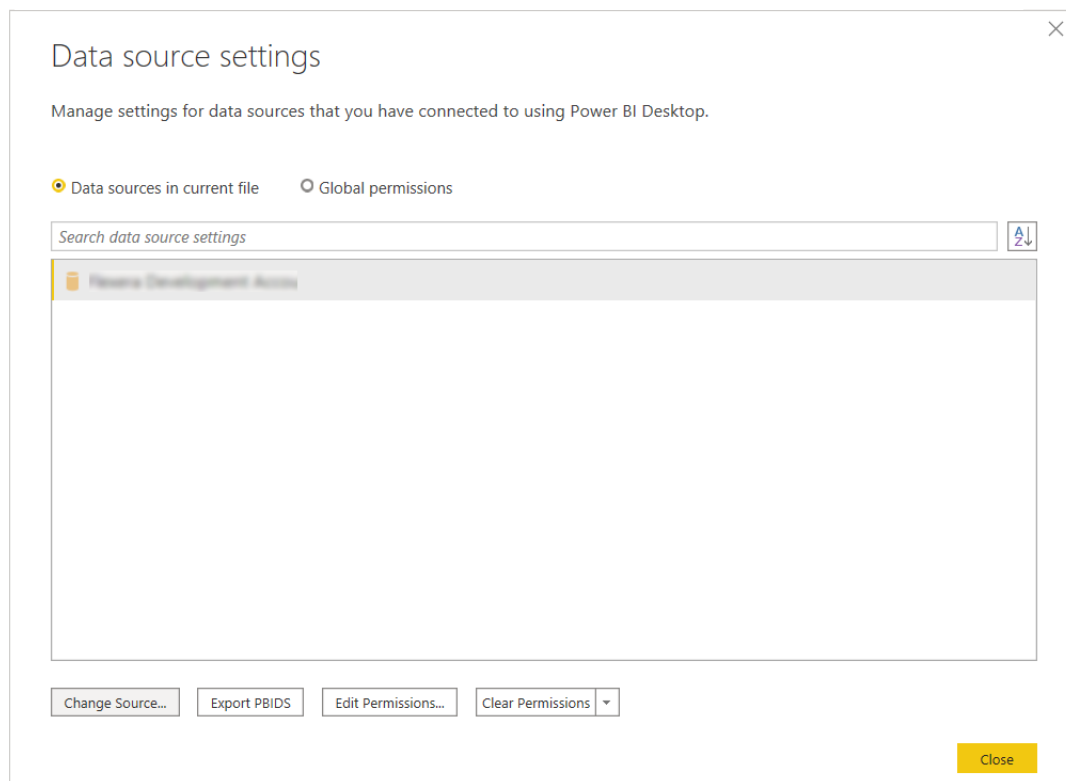 Data source settings
Manage settings for data sources that you have connected to using Power BI Desktop.
Data sources in current file Global permissions
Search data source settings
A
Z
Change Source... Export PBIDS Edit Permissions... Clear Permissions
Close